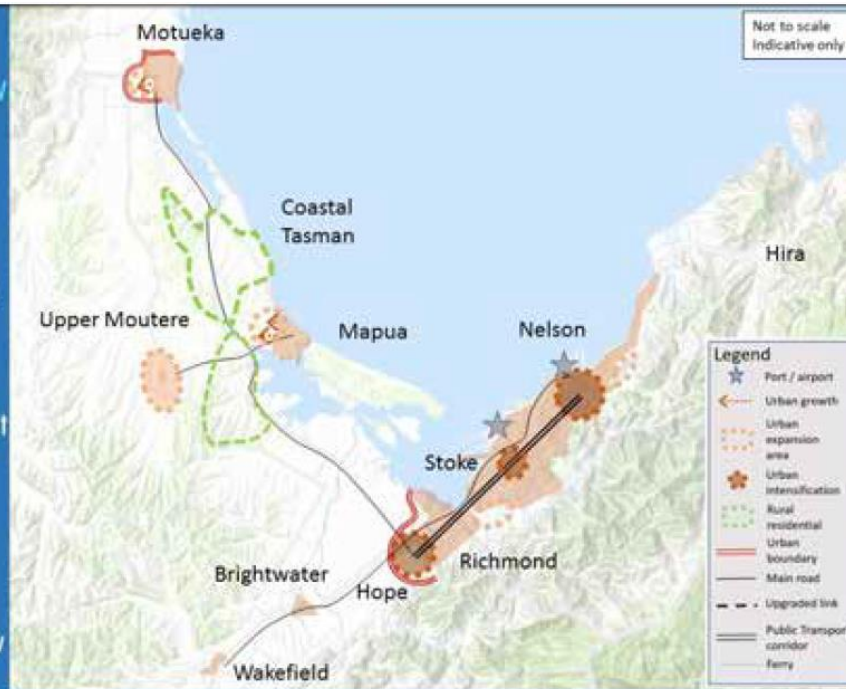 Motueka
Not to scale
Indicative only
Coastal
Tasman
Hira
Upper Moutere
Mapua
Nelson
Legend
Port / airport
Urban growth
Urban
expansion
area
Urban
intensification
Rural
residential
Urban
boundary
Main road
Upgraded link
Public Transport
corridor
Ferry
Stoke
Richmond
Brightwater
Hope
Wakefield